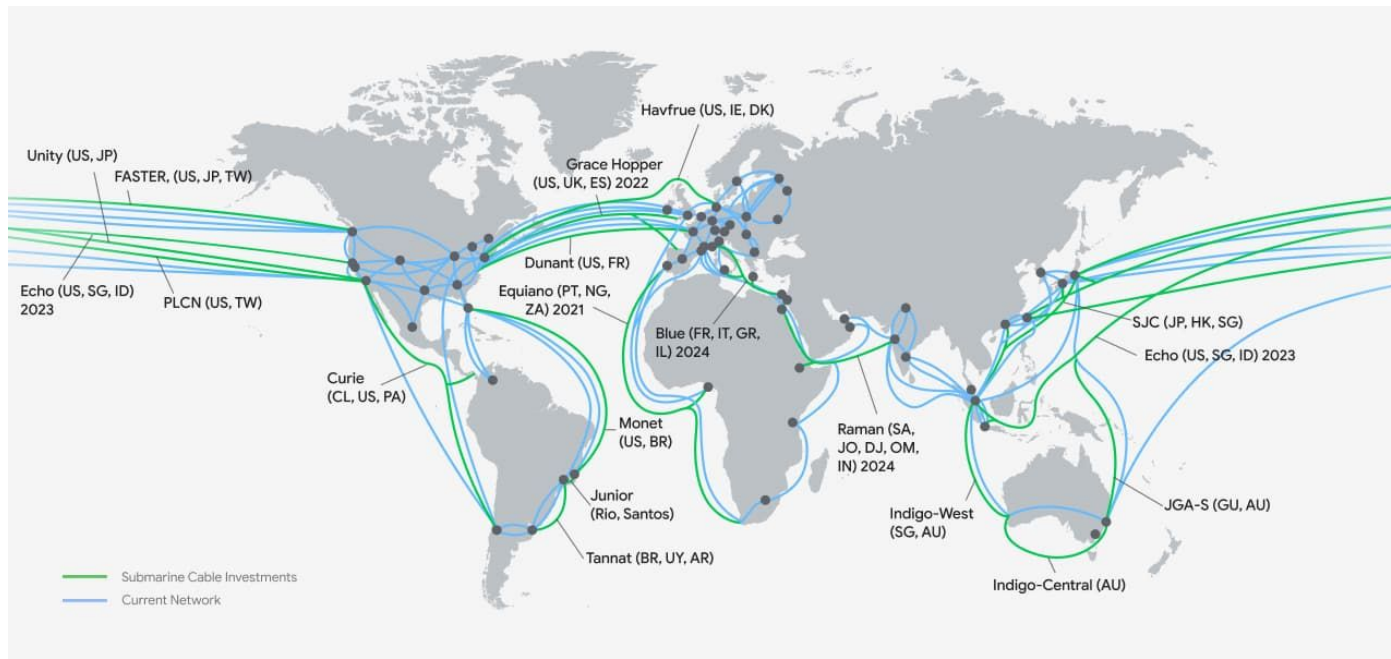 Havfrue (US, IE, DK)
Unity (US, JP)
FASTER, (US, JP, TW)
Grace Hopper
(US, UK, ES) 2022
Dunant (US, FR)
Echo (US, SG, ID)
2023
PLCN (US, TW)
Equiano (PT, NG,
ZA) 2021
Blue (FR, IT, GR,
IL) 2024
SJC (JP, HK, SG)
Echo (US, SG, ID) 2023
Curie
(CL, US, PA)
Monet
(US, BR)
Raman (SA,
JO, DJ, OM,
IN) 2024
Junior
(Rio, Santos)
Indigo-West
(SG, AU)
JGA-S (GU, AU)
Tannat (BR, UY, AR)
Indigo-Central (AU)
Submarine Cable Investments
Current Network